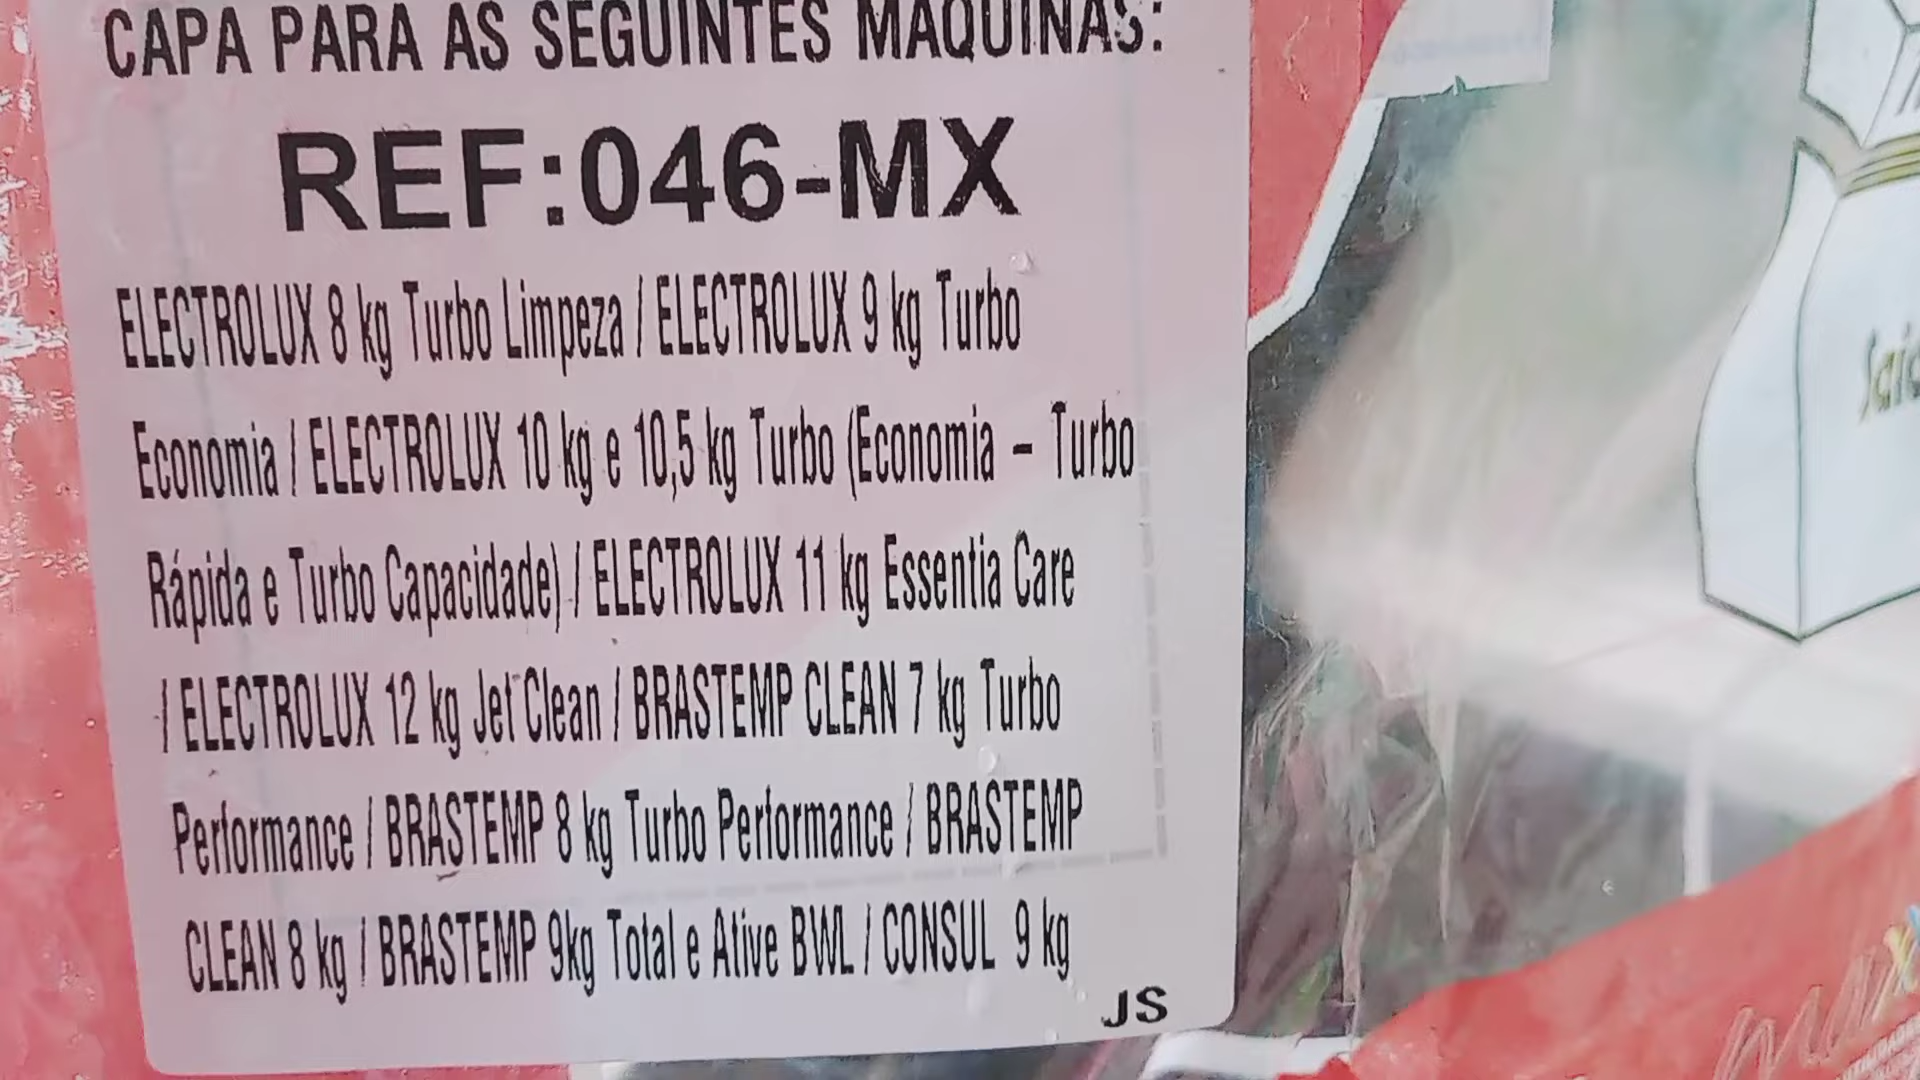 CAPA PARA AS SEGUINTES MAQUINAS:
REF:046-MX
ELECTROLUX 8 kg Turbo Limpeza / ELECTROLUX 9 kg Turbo
Economia / ELECTROLUX 10 kg e 10,5 kg Turbo (Economia – Turbo
Rápida e Turbo Capacidade) / ELECTROLUX 11 kg Essentia Care
/ ELECTROLUX 12 kg Jet Clean / BRASTEMP CLEAN 7 kg Turbo
Performance / BRASTEMP 8 kg Turbo Performance / BRASTEMP
CLEAN 8 kg / BRASTEMP 9kg Total e Ative BWL / CONSUL 9 kg
JS